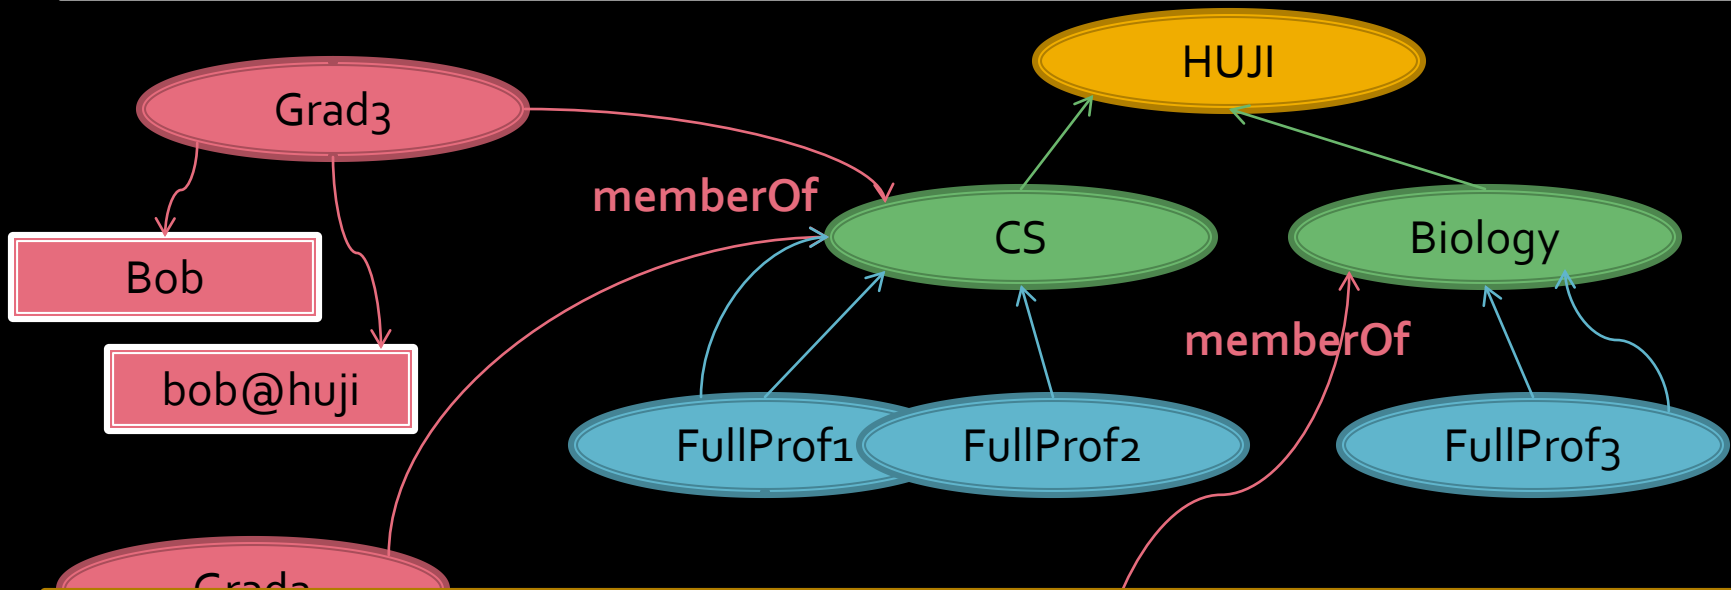 HUJI
Grad3
memberOf
CS
Biology
Bob
memberOf
bob@huji
FullProf1
FullProf2
FullProf3